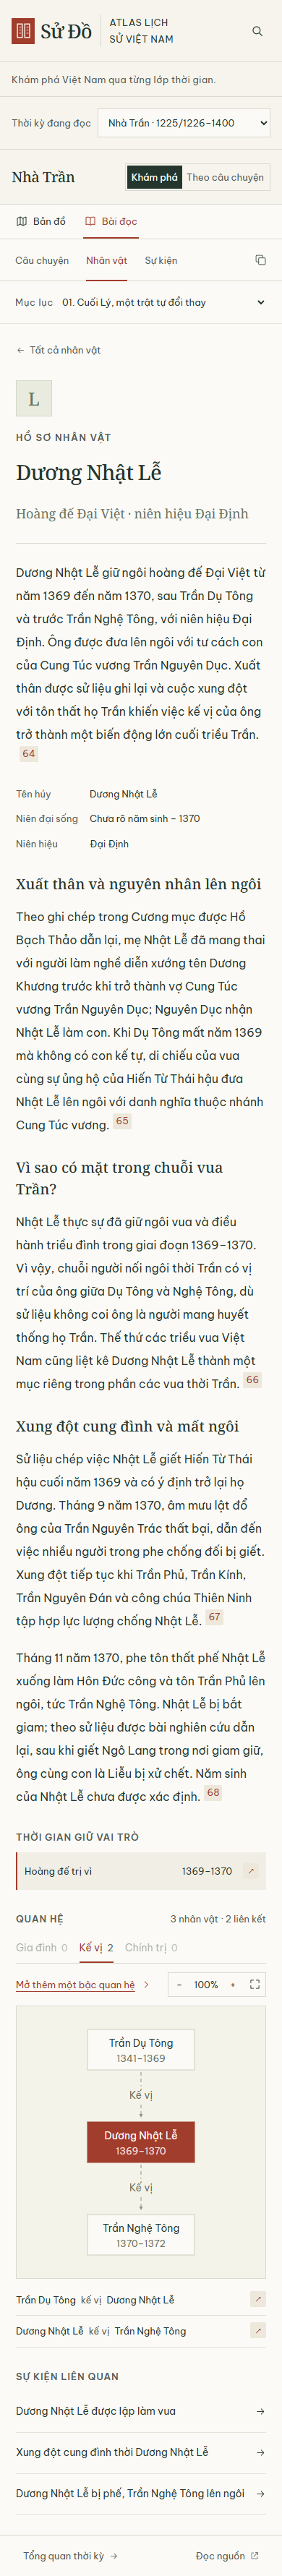 Sử Đồ
ATLAS LỊCH
SỬ VIỆT NAM
Khám phá Việt Nam qua từng lớp thời gian.
Thời kỳ đang đọc
Nhà Trần · 1225/1226–1400
Nhà Trần
Khám phá
Theo câu chuyện
Bản đồ
Bài đọc
Câu chuyện
Nhân vật
Sự kiện
Mục lục
01. Cuối Lý, một trật tự đổi thay
← Tất cả nhân vật
L
HỒ SƠ NHÂN VẬT
Dương Nhật Lễ
Hoàng đế Đại Việt · niên hiệu Đại Định
Dương Nhật Lễ giữ ngôi hoàng đế Đại Việt từ
năm 1369 đến năm 1370, sau Trần Dụ Tông
và trước Trần Nghệ Tông, với niên hiệu Đại
Định. Ông được đưa lên ngôi với tư cách con
của Cung Túc vương Trần Nguyên Dục. Xuất
thân được sử liệu ghi lại và cuộc xung đột
với tôn thất họ Trần khiến việc kế vị của ông
trở thành một biến động lớn cuối triều Trần.
64
Tên húy
Dương Nhật Lễ
Niên đại sống
Chưa rõ năm sinh – 1370
Niên hiệu
Đại Định
Xuất thân và nguyên nhân lên ngôi
Theo ghi chép trong Cương mục được Hồ
Bạch Thảo dẫn lại, mẹ Nhật Lễ đã mang thai
với người làm nghề diễn xướng tên Dương
Khương trước khi trở thành vợ Cung Túc
vương Trần Nguyên Dục; Nguyên Dục nhận
Nhật Lễ làm con. Khi Dụ Tông mất năm 1369
mà không có con kế tự, di chiếu của vua
cùng sự ủng hộ của Hiến Từ Thái hậu đưa
Nhật Lễ lên ngôi với danh nghĩa thuộc nhánh
Cung Túc vương. 65
Vì sao có mặt trong chuỗi vua
Trần?
Nhật Lễ thực sự đã giữ ngôi vua và điều
hành triều đình trong giai đoạn 1369–1370.
Vì vậy, chuỗi người nối ngôi thời Trần có vị
trí của ông giữa Dụ Tông và Nghệ Tông, dù
sử liệu không coi ông là người mang huyết
thống họ Trần. Thế thứ các triều vua Việt
Nam cũng liệt kê Dương Nhật Lễ thành một
mục riêng trong phần các vua thời Trần. 66
Xung đột cung đình và mất ngôi
Sử liệu chép việc Nhật Lễ giết Hiến Từ Thái
hậu cuối năm 1369 và có ý định trở lại họ
Dương. Tháng 9 năm 1370, âm mưu lật đổ
ông của Trần Nguyên Trác thất bại, dẫn đến
việc nhiều người trong phe chống đối bị giết.
Xung đột tiếp tục khi Trần Phủ, Trần Kính,
Trần Nguyên Đán và công chúa Thiên Ninh
tập hợp lực lượng chống Nhật Lễ. 67
Tháng 11 năm 1370, phe tôn thất phế Nhật Lễ
xuống làm Hôn Đức công và tôn Trần Phủ lên
ngôi, tức Trần Nghệ Tông. Nhật Lễ bị bắt
giam; theo sử liệu được bài nghiên cứu dẫn
lại, sau khi giết Ngô Lang trong nơi giam giữ,
ông cùng con là Liễu bị xử chết. Năm sinh
của Nhật Lễ chưa được xác định. 68
THỜI GIAN GIỮ VAI TRÒ
Hoàng đế trị vì
1369–1370
↗
QUAN HỆ
3 nhân vật · 2 liên kết
Gia đình 0
Kế vị 2
Chính trị 0
Mở thêm một bậc quan hệ
−
100%
+
Trần Dụ Tông
1341–1369
Kế vị
Dương Nhật Lễ
1369–1370
Kế vị
Trần Nghệ Tông
1370–1372
Trần Dụ Tông kế vị Dương Nhật Lễ
↗
Dương Nhật Lễ kế vị Trần Nghệ Tông
↗
SỰ KIỆN LIÊN QUAN
Dương Nhật Lễ được lập làm vua →
Xung đột cung đình thời Dương Nhật Lễ →
Dương Nhật Lễ bị phế, Trần Nghệ Tông lên ngôi →
Tổng quan thời kỳ →
Đọc nguồn